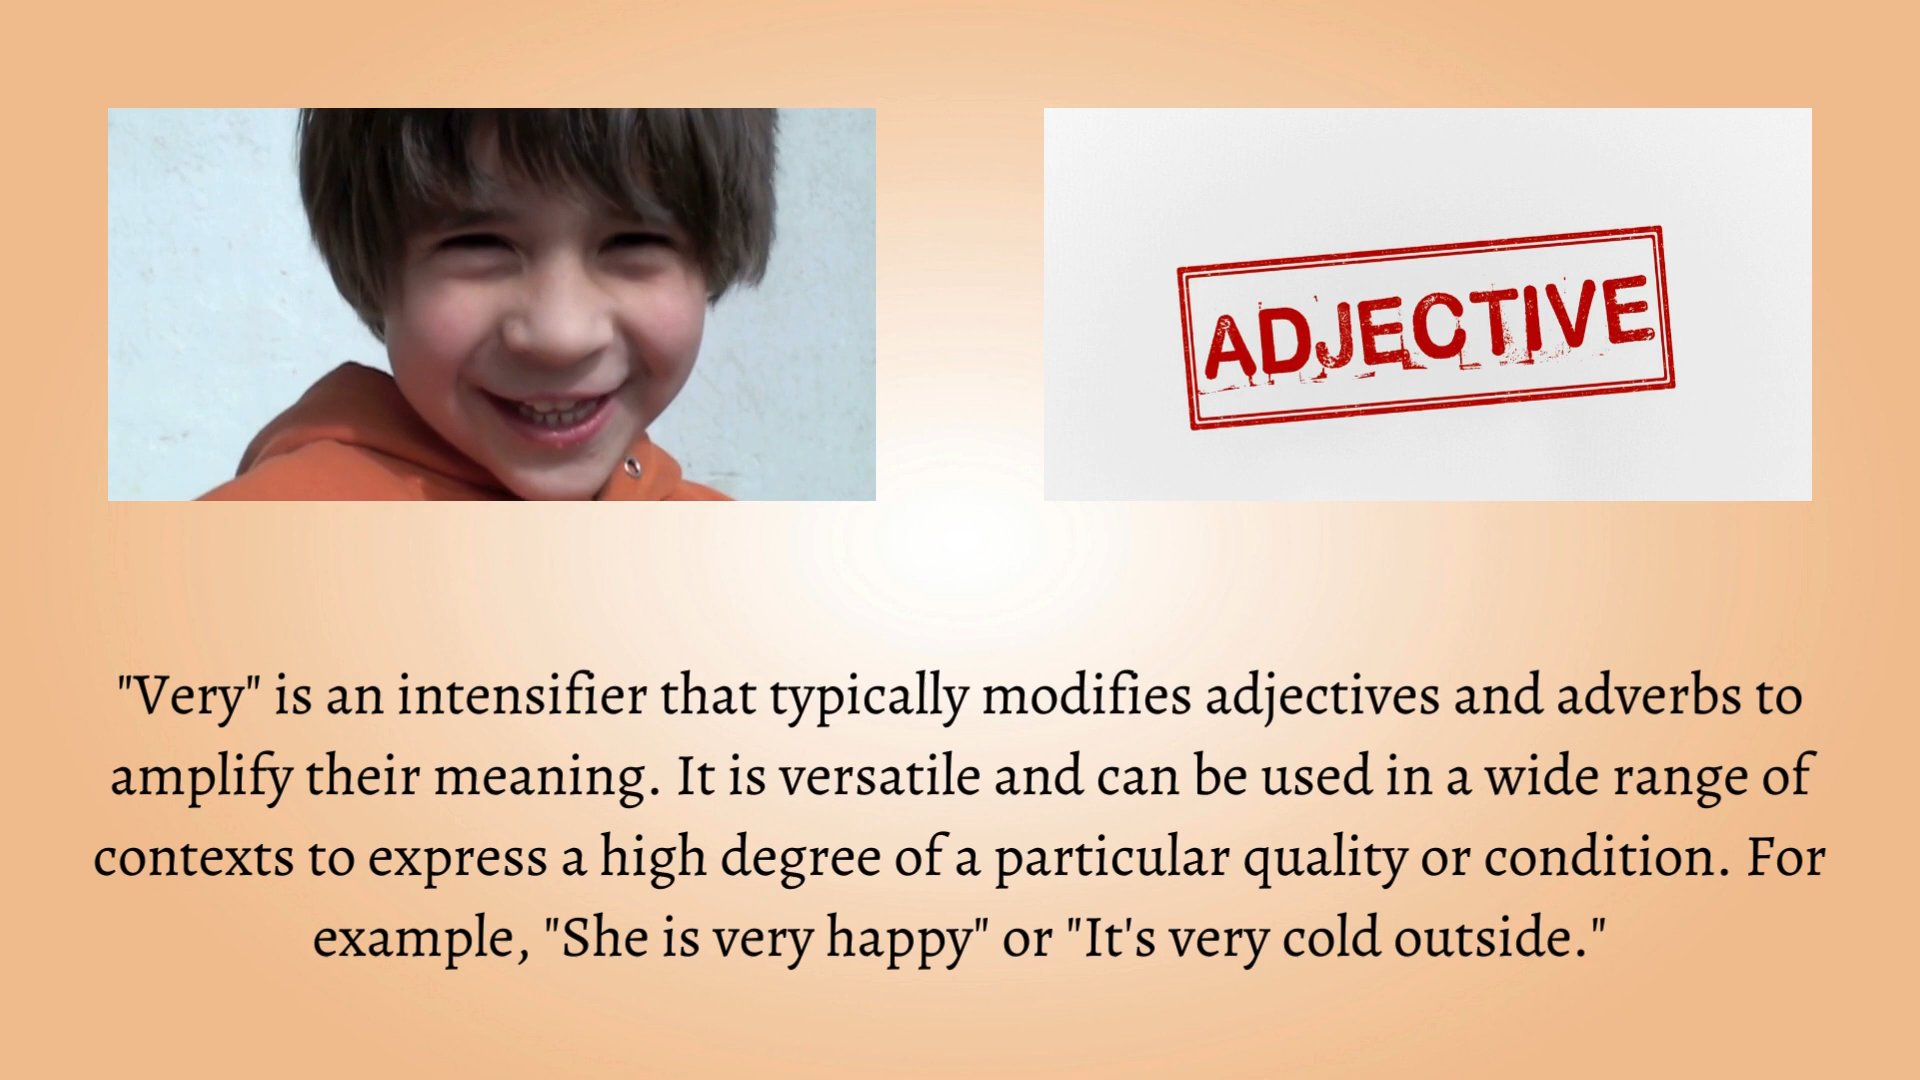 ADJECTIVE
"Very" is an intensifier that typically modifies adjectives and adverbs to
amplify their meaning. It is versatile and can be used in a wide range of
contexts to express a high degree of a particular quality or condition. For
example, "She is very happy" or "It's very cold outside."